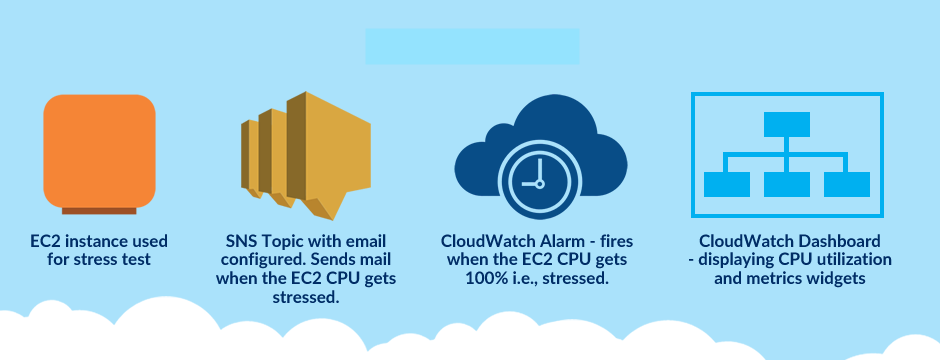 EC2 instance used
for stress test
SNS Topic with email
configured. Sends mail
when the EC2 CPU gets
stressed.
CloudWatch Alarm - fires
when the EC2 CPU gets
100% i.e., stressed.
CloudWatch Dashboard
- displaying CPU utilization
and metrics widgets